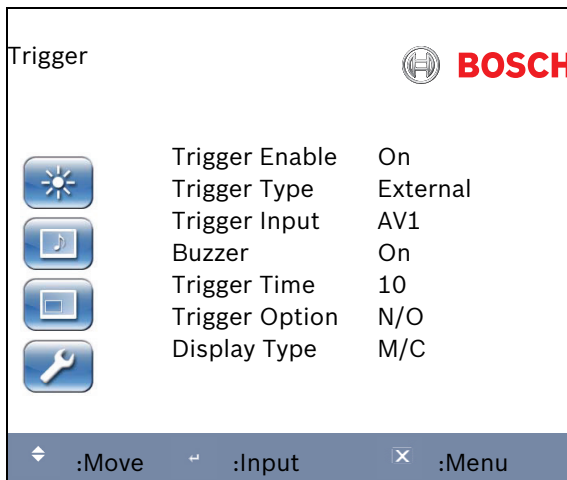 Trigger
BOSCH
Trigger Enable On
Trigger Type External
Trigger Input AV1
Buzzer On
Trigger Time 10
Trigger Option N/O
Display Type M/C
:Move :Input :Menu